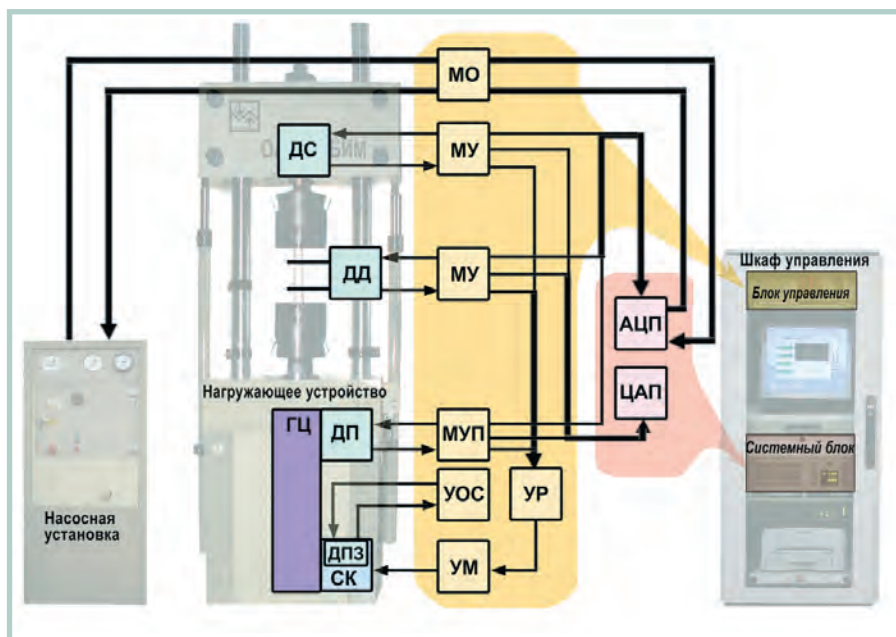 МО
ДС
МУ
ДД
МУ
Шкаф управления
Блок управления
АЦП
ЦАП
Нагружающее устройство
ГЦ
ДП
МУП
Системный блок
УОС
УР
Насосная
установка
ДПЗ
СК
УМ